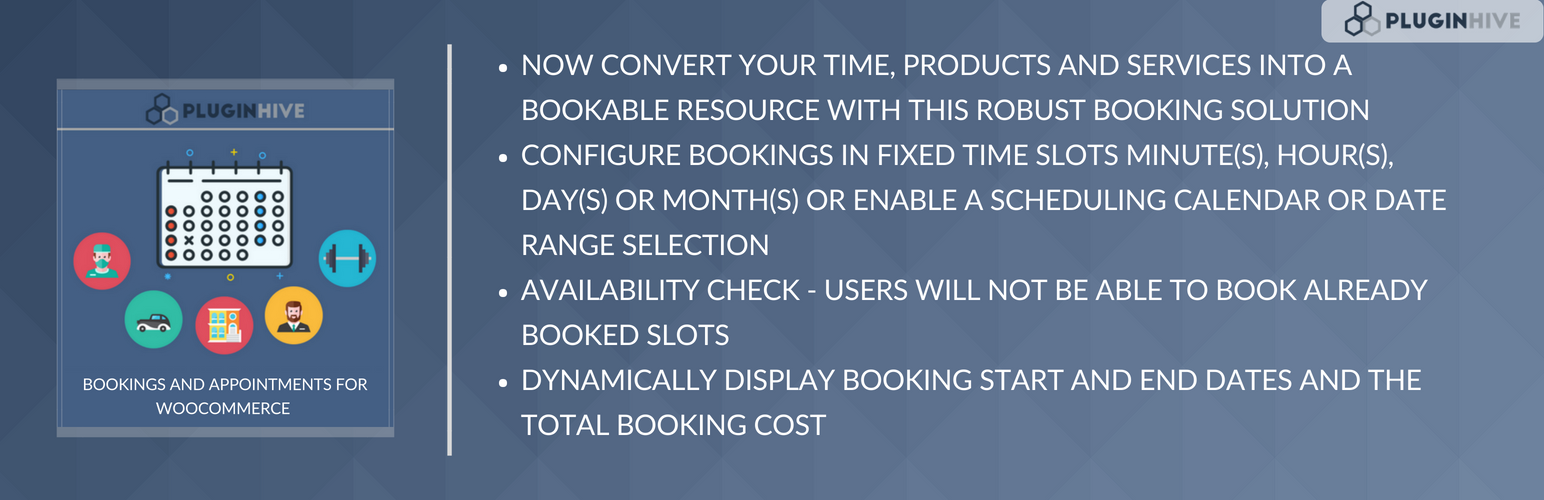 PLUGINHIVE
PLUGINHIVE
BOOKINGS AND APPOINTMENTS FOR
WOOCOMMERCE
• NOW CONVERT YOUR TIME, PRODUCTS AND SERVICES INTO A
BOOKABLE RESOURCE WITH THIS ROBUST BOOKING SOLUTION
• CONFIGURE BOOKINGS IN FIXED TIME SLOTS MINUTE(S), HOUR(S),
DAY(S) OR MONTH(S) OR ENABLE A SCHEDULING CALENDAR OR DATE
RANGE SELECTION
• AVAILABILITY CHECK - USERS WILL NOT BE ABLE TO BOOK ALREADY
BOOKED SLOTS
• DYNAMICALLY DISPLAY BOOKING START AND END DATES AND THE
TOTAL BOOKING COST